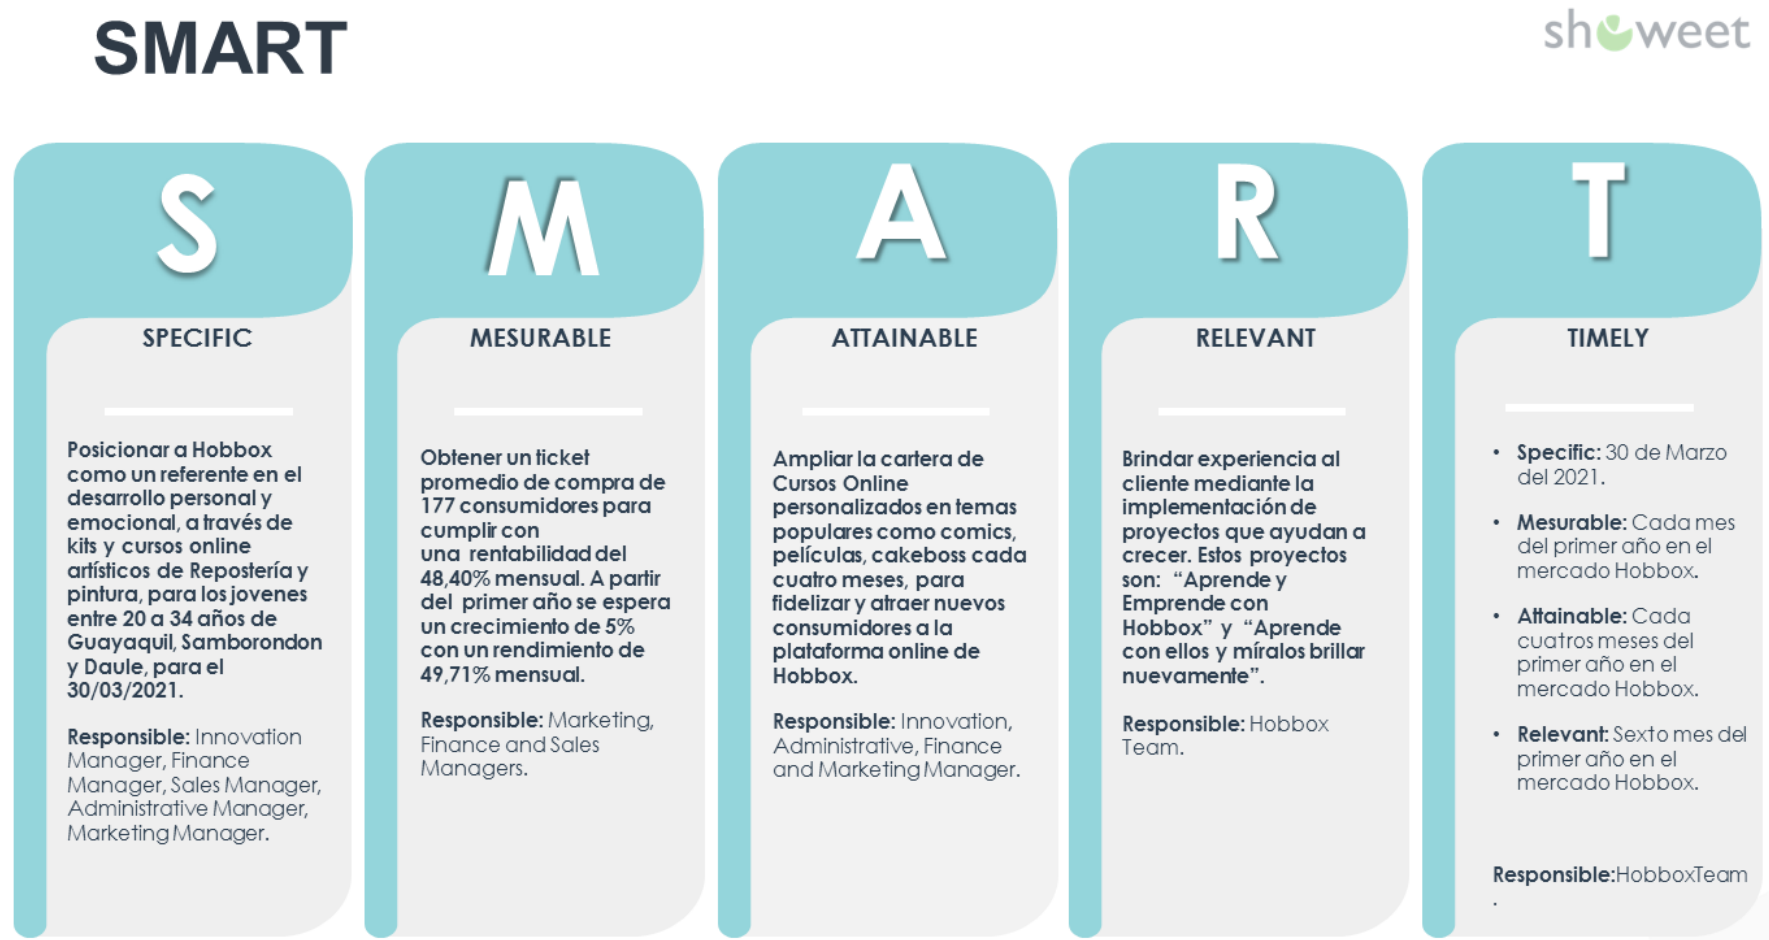 SMART
showeet
S
SPECIFIC
Posicionar a Hobbox
como un referente en el
desarrollo personal y
emocional, a través de
kits y cursos online
artísticos de Repostería y
pintura, para los jovenes
entre 20 a 34 años de
Guayaquil, Samborondon
y Daule, para el
30/03/2021.
Responsible: Innovation
Manager, Finance
Manager, Sales Manager,
Administrative Manager,
Marketing Manager.
M
MESURABLE
Obtener un ticket
promedio de compra de
177 consumidores para
cumplir con
una rentabilidad del
48,40% mensual. A partir
del primer año se espera
un crecimiento de 5%
con un rendimiento de
49,71% mensual.
Responsible: Marketing,
Finance and Sales
Managers.
A
ATTAINABLE
Ampliar la cartera de
Cursos Online
personalizados en temas
populares como comics,
películas, cakeboss cada
cuatro meses, para
fidelizar y atraer nuevos
consumidores a la
plataforma online de
Hobbox.
Responsible: Innovation,
Administrative, Finance
and Marketing Manager.
R
RELEVANT
Brindar experiencia al
cliente mediante la
implementación de
proyectos que ayudan a
crecer. Estos proyectos
son: “Aprende y
Emprende con
Hobbox” y “Aprende
con ellos y míralos brillar
nuevamente”.
Responsible: Hobbox
Team.
T
TIMELY
• Specific: 30 de Marzo
del 2021.
• Mesurable: Cada mes
del primer año en el
mercado Hobbox.
• Attainable: Cada
cuatros meses del
primer año en el
mercado Hobbox.
• Relevant: Sexto mes del
primer año en el
mercado Hobbox.
Responsible:HobboxTeam
.